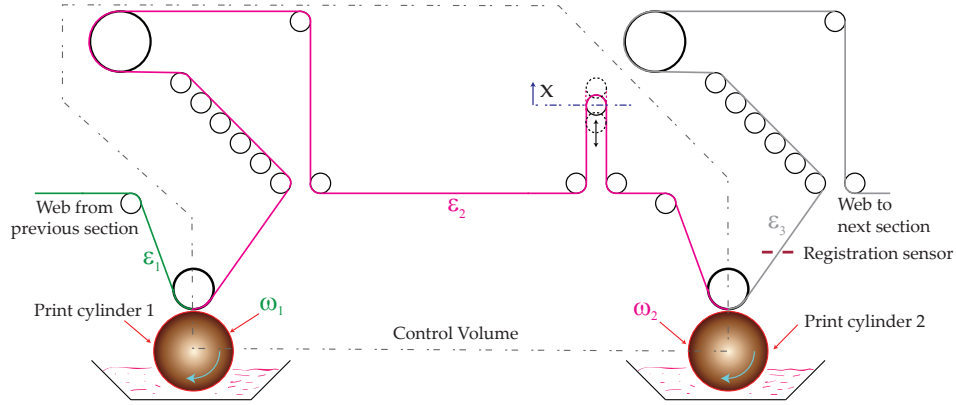 X
Web from
previous section
ε₁
ε₂
ε₃
Web to
next section
Registration sensor
Print cylinder 1
ω₁
Control Volume
ω₂
Print cylinder 2